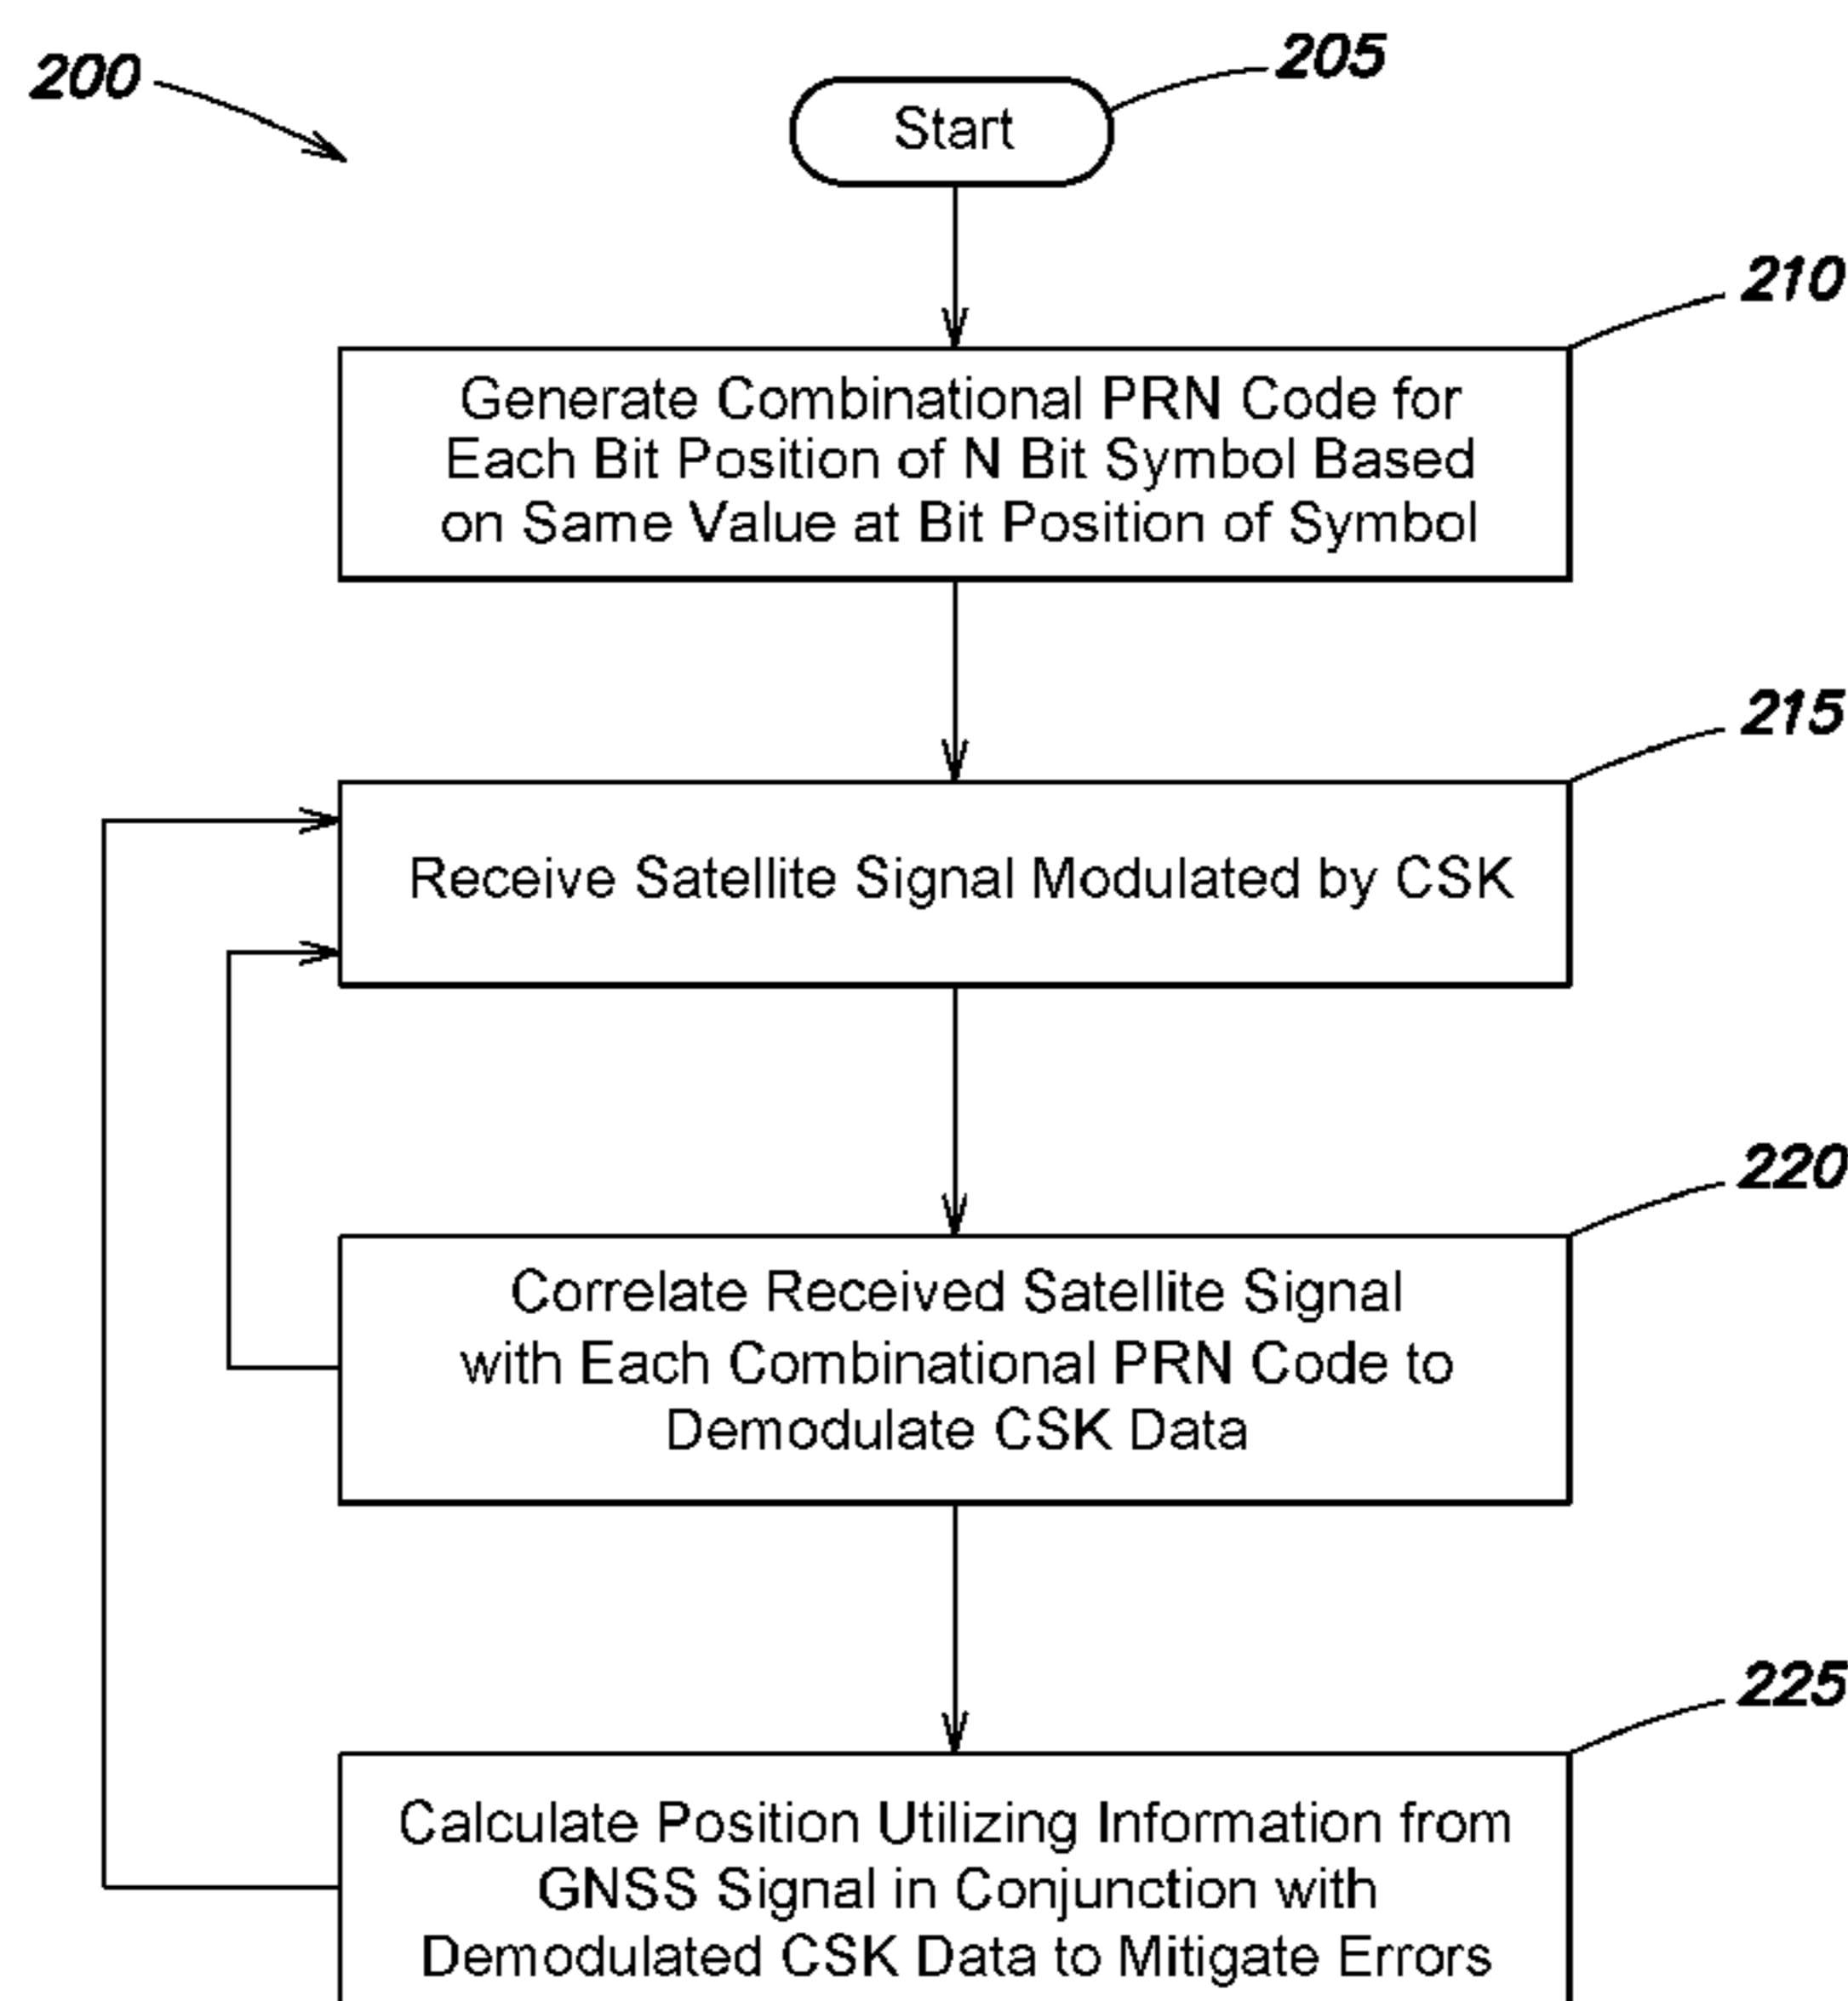 200
205
Start
210
Generate Combinational PRN Code for
Each Bit Position of N Bit Symbol Based
on Same Value at Bit Position of Symbol
215
Receive Satellite Signal Modulated by CSK
220
Correlate Received Satellite Signal
with Each Combinational PRN Code to
Demodulate CSK Data
225
Calculate Position Utilizing Information from
GNSS Signal in Conjunction with
Demodulated CSK Data to Mitigate Errors